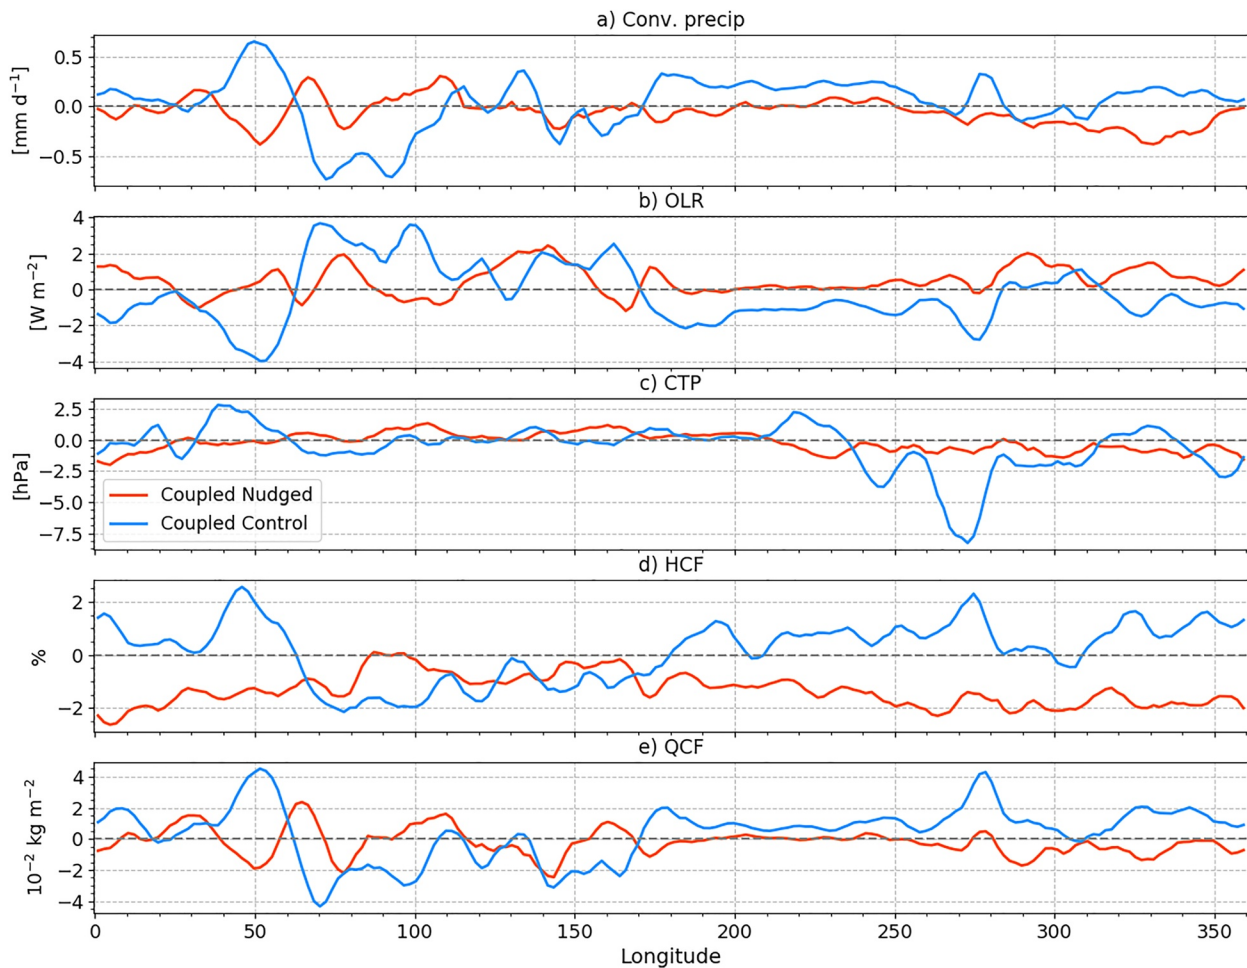 a) Conv. precip
[mm d⁻¹]
0.5
0.0
−0.5
b) OLR
[W m⁻²]
4
2
0
−2
−4
c) CTP
[hPa]
2.5
0.0
−2.5
−5.0
−7.5
Coupled Nudged
Coupled Control
d) HCF
%
2
0
−2
e) QCF
10⁻² kg m⁻²
4
2
0
−2
−4
0 50 100 150 200 250 300 350
Longitude